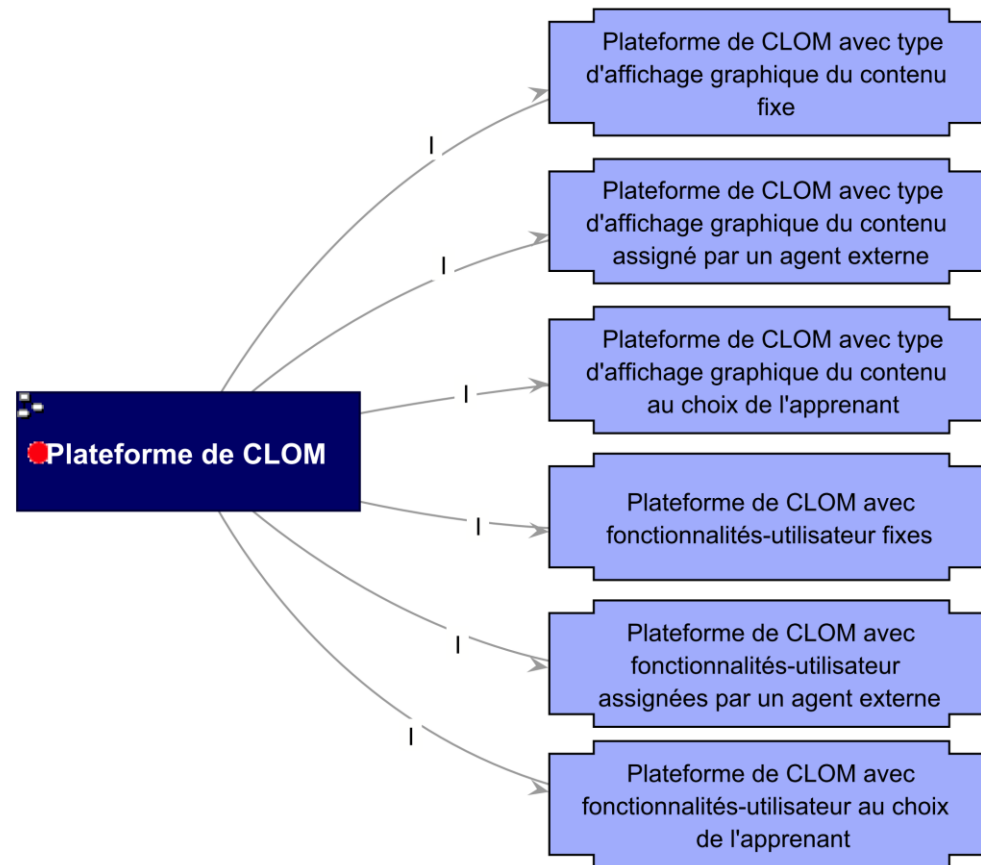 Plateforme de CLOM avec type
d'affichage graphique du contenu
fixe
I
Plateforme de CLOM avec type
d'affichage graphique du contenu
assigné par un agent externe
I
Plateforme de CLOM avec type
d'affichage graphique du contenu
au choix de l'apprenant
I
Plateforme de CLOM
Plateforme de CLOM avec
fonctionnalités-utilisateur fixes
I
Plateforme de CLOM avec
fonctionnalités-utilisateur
assignées par un agent externe
I
Plateforme de CLOM avec
fonctionnalités-utilisateur au choix
de l'apprenant
I